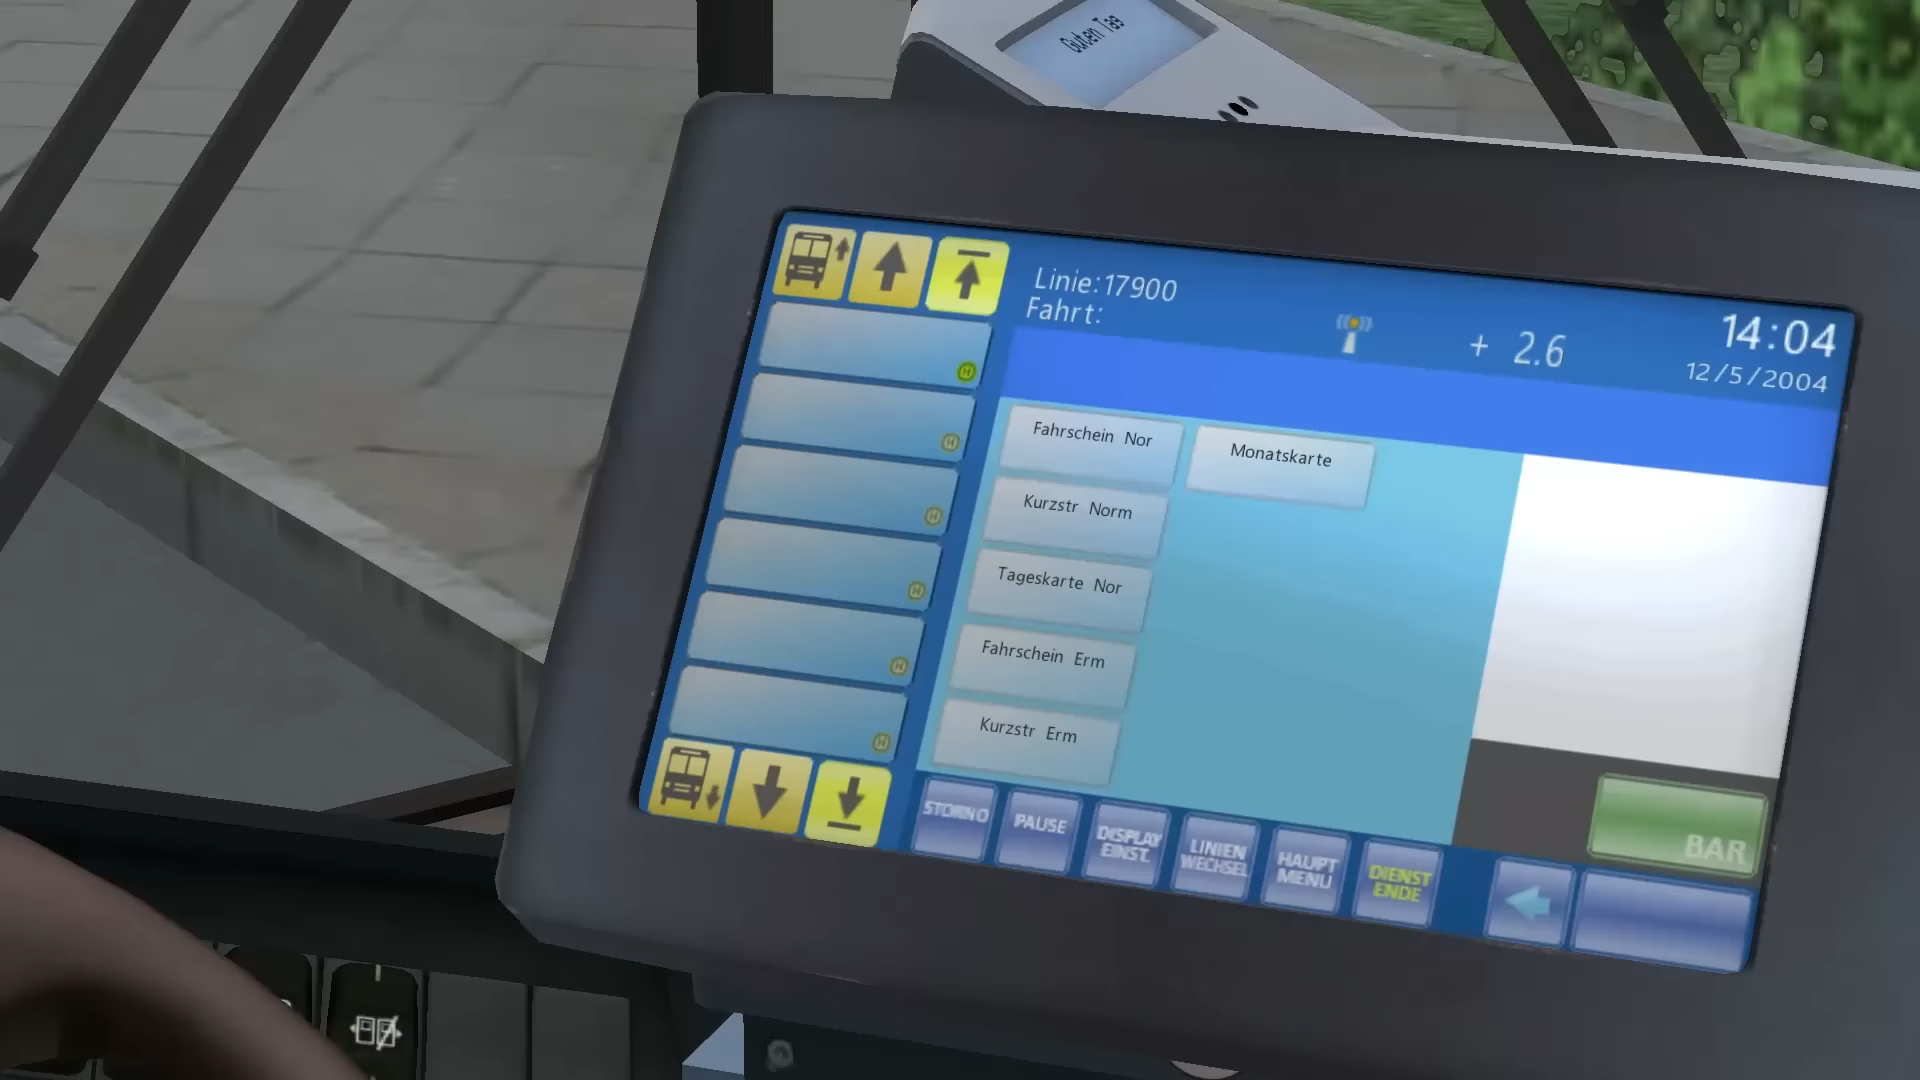 Guten Tag
Linie:17900
Fahrt:
+ 2.6
14:04
12/5/2004
Fahrschein Nor
Monatskarte
Kurzstr Norm
Tageskarte Nor
Fahrschein Erm
Kurzstr Erm
STORNO
PAUSE
DISPLAY
EINST.
LINIEN
WECHSEL
HAUPT
MENU
DIENST
ENDE
BAR